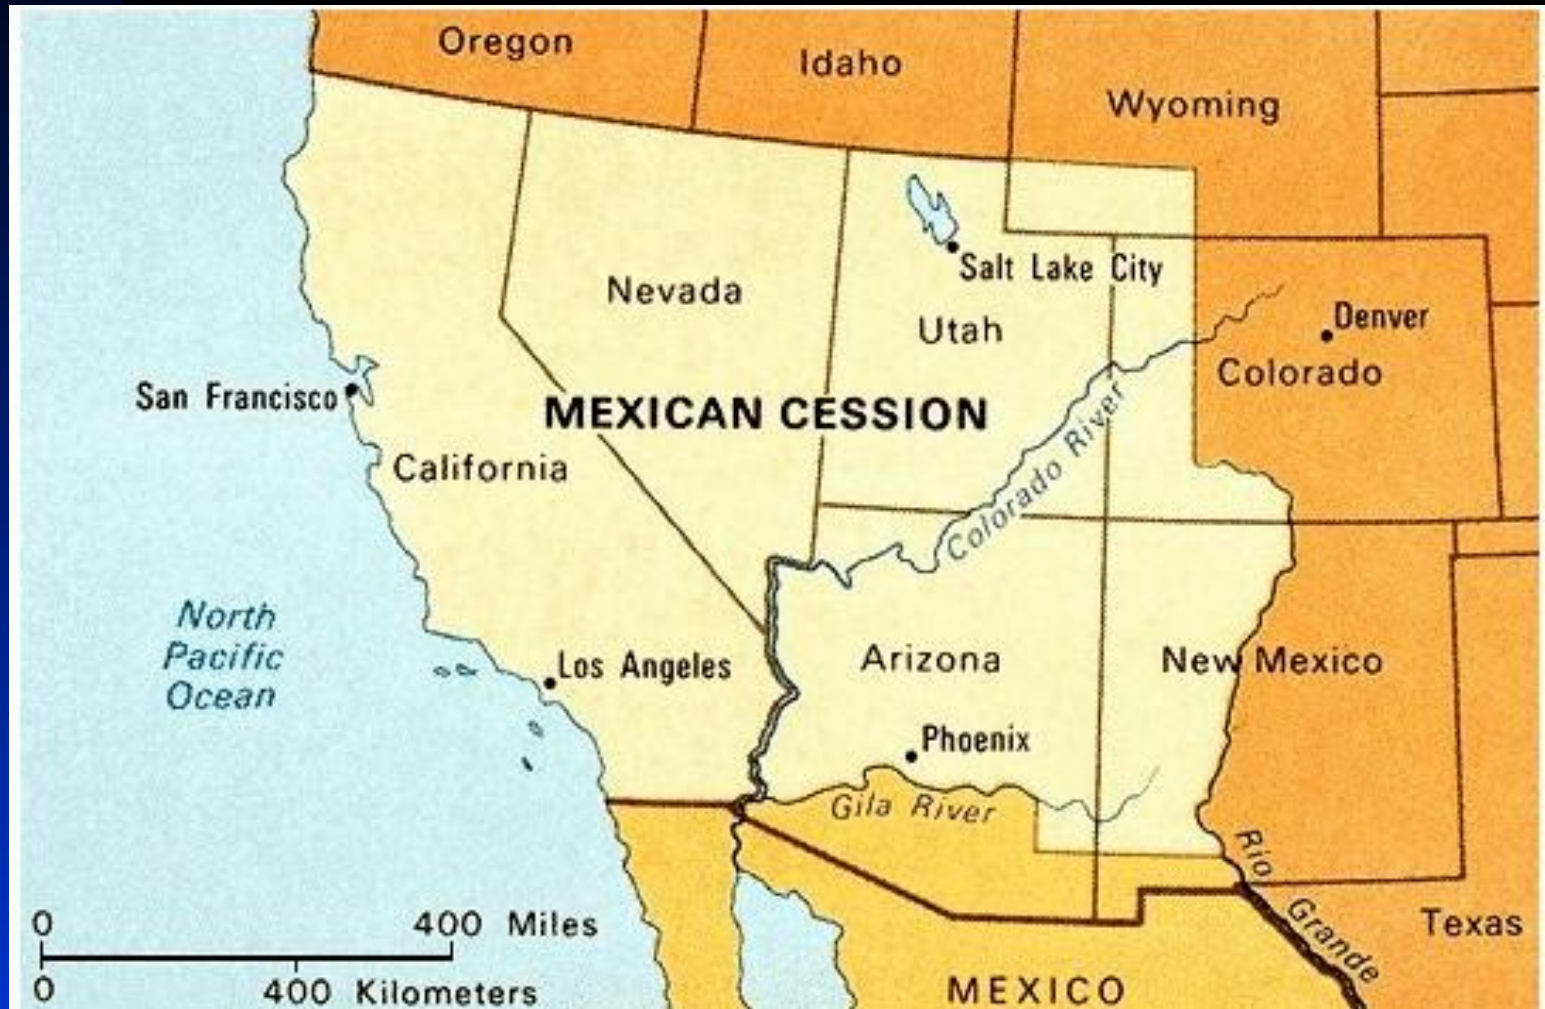 Oregon
Idaho
Wyoming
Salt Lake City
Nevada
Denver
Utah
Colorado
San Francisco
MEXICAN CESSION
Colorado River
California
North
Pacific
Ocean
Los Angeles
Arizona
New Mexico
Phoenix
Gila River
Rio Grande
0 400 Miles
Texas
0 400 Kilometers
MEXICO